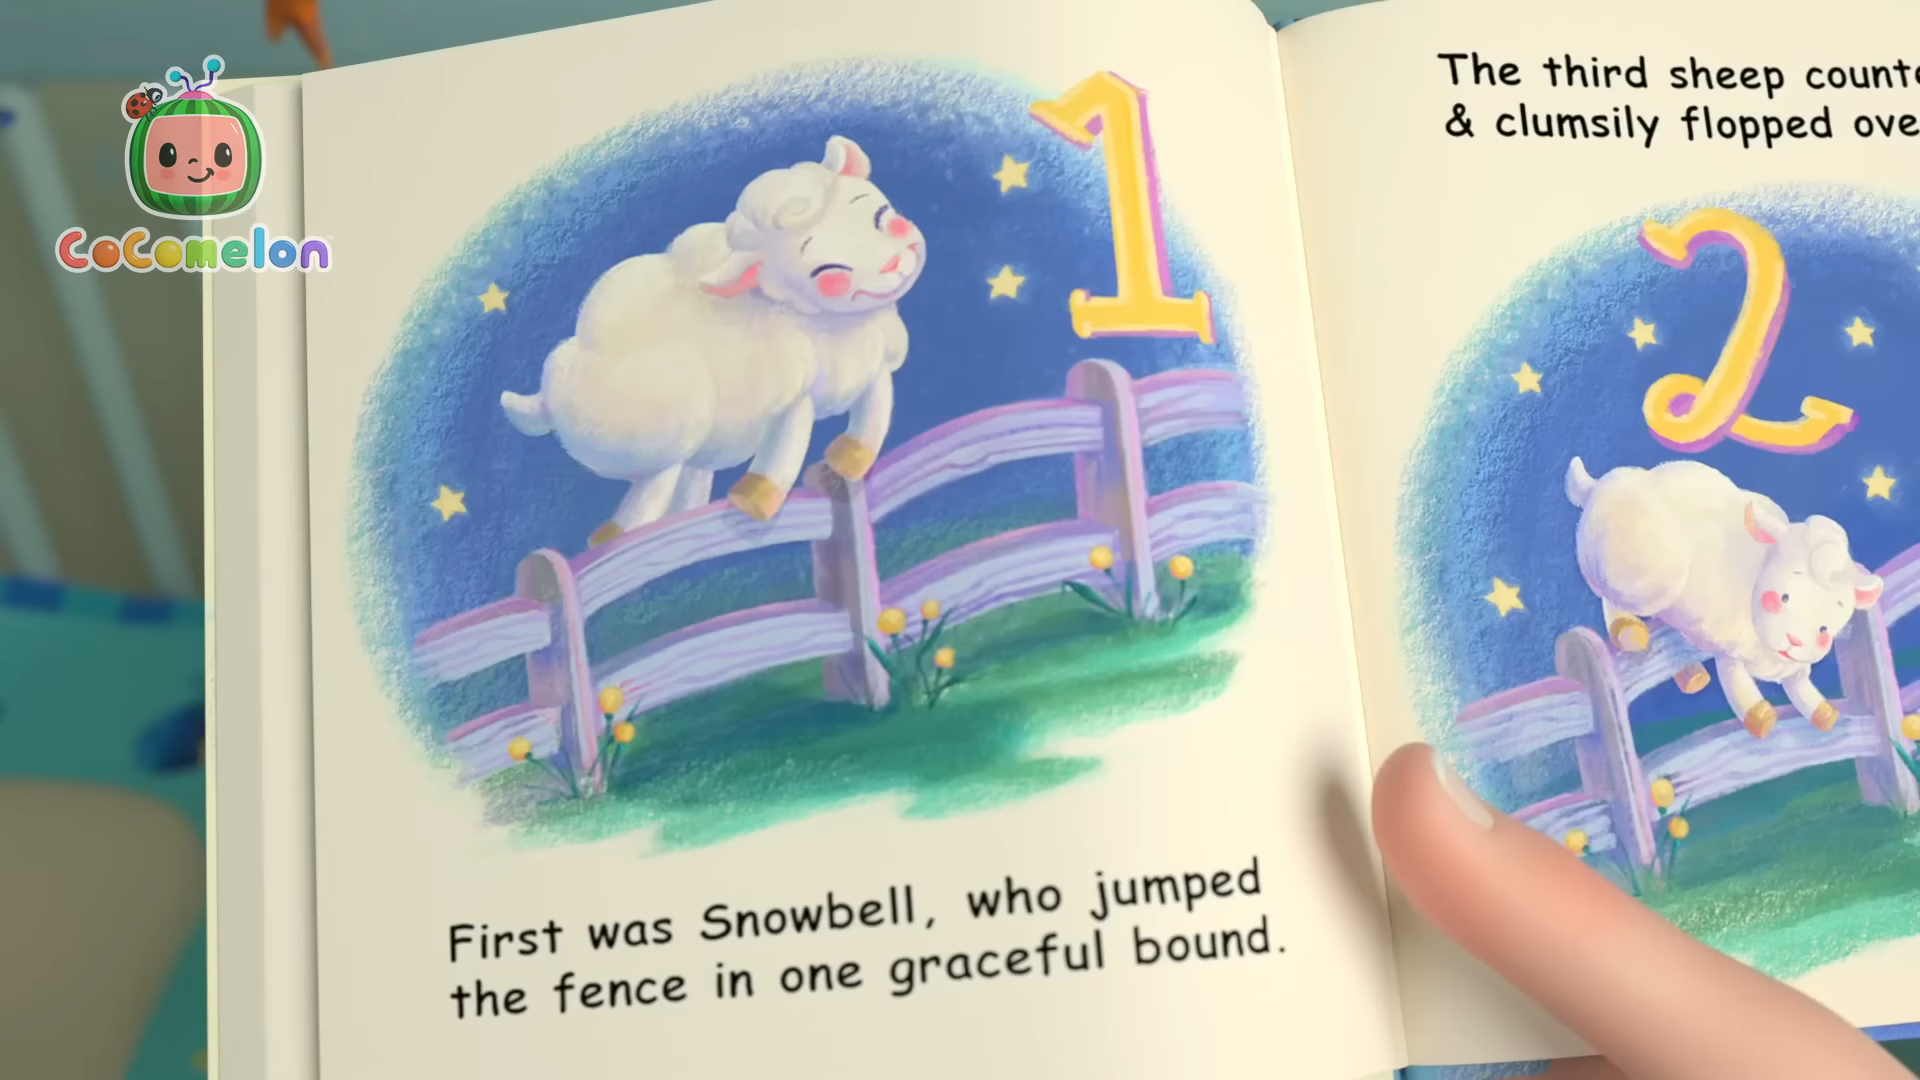 CoComelon
1
First was Snowbell, who jumped
the fence in one graceful bound.
The third sheep
& clumsily flopped
2